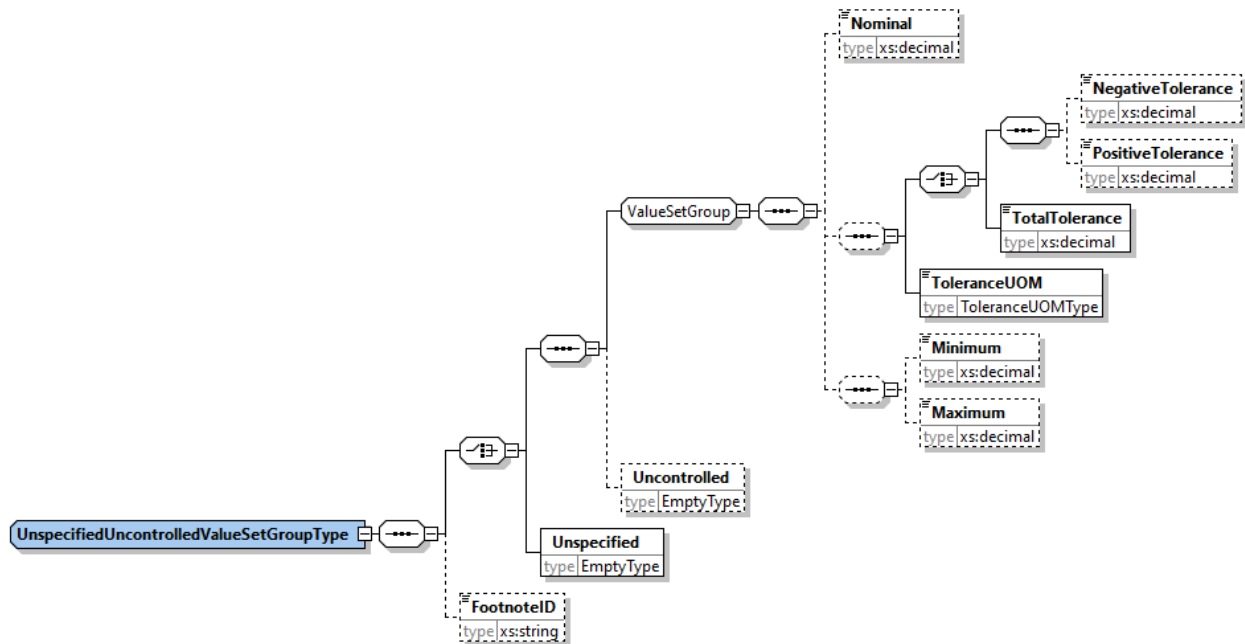 Nominal
type xs:decimal
NegativeTolerance
type xs:decimal
PositiveTolerance
type xs:decimal
ValueSetGroup
TotalTolerance
type xs:decimal
ToleranceUOM
type ToleranceUOMType
Minimum
type xs:decimal
Maximum
type xs:decimal
Uncontrolled
type EmptyType
UnspecifiedUncontrolledValueSetGroupType
Unspecified
type EmptyType
FootnoteID
type xs:string